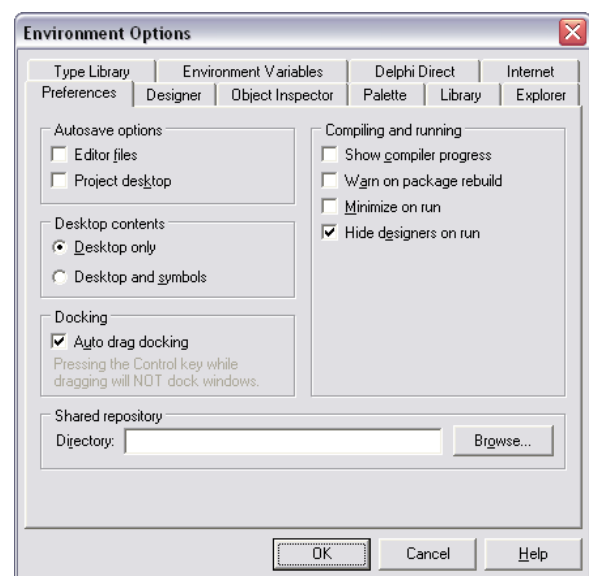 Environment Options
Type Library
Environment Variables
Delphi Direct
Internet
Preferences
Designer
Object Inspector
Palette
Library
Explorer
Autosave options
Editor files
Project desktop
Desktop contents
Desktop only
Desktop and symbols
Docking
Auto drag docking
Pressing the Control key while
dragging will NOT dock windows.
Compiling and running
Show compiler progress
Warn on package rebuild
Minimize on run
Hide designers on run
Shared repository
Directory:
Browse...
OK
Cancel
Help